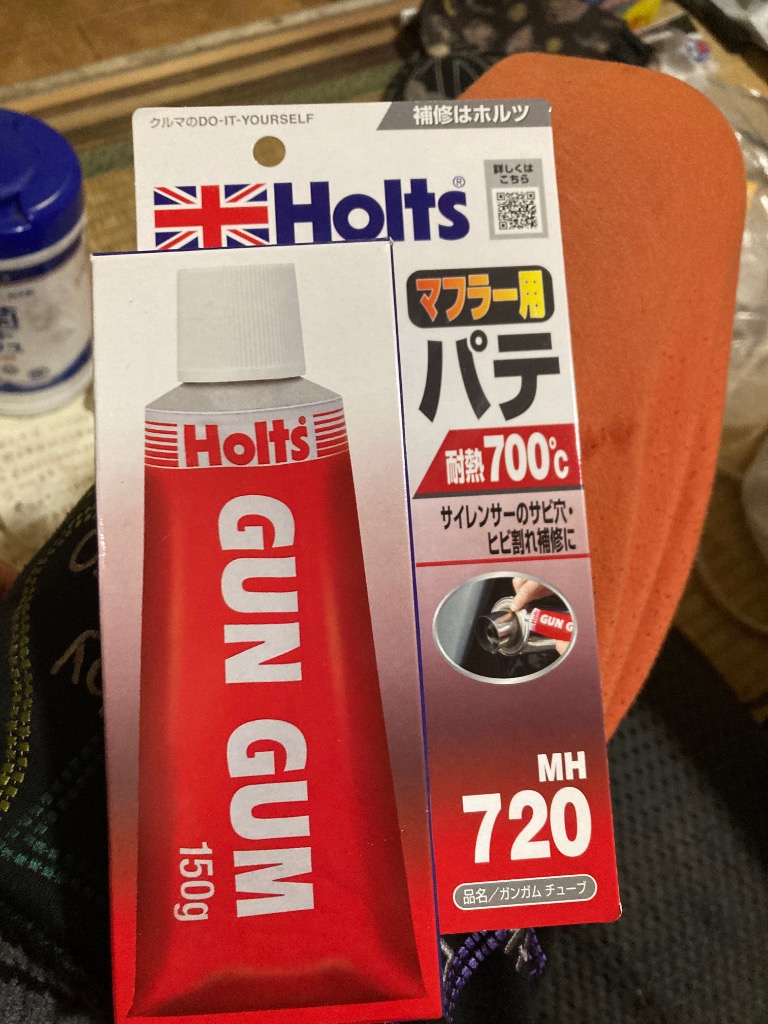 クルマのDO-IT-YOURSELF
補修はホルツ
Holts®
詳しくは
こちら
マフラー用
パテ
耐熱700℃
サイレンサーのサビ穴・
ヒビ割れ補修に
GUN G
MH
720
品名/ガンガム チューブ
Holts®
GUN GUM
150g